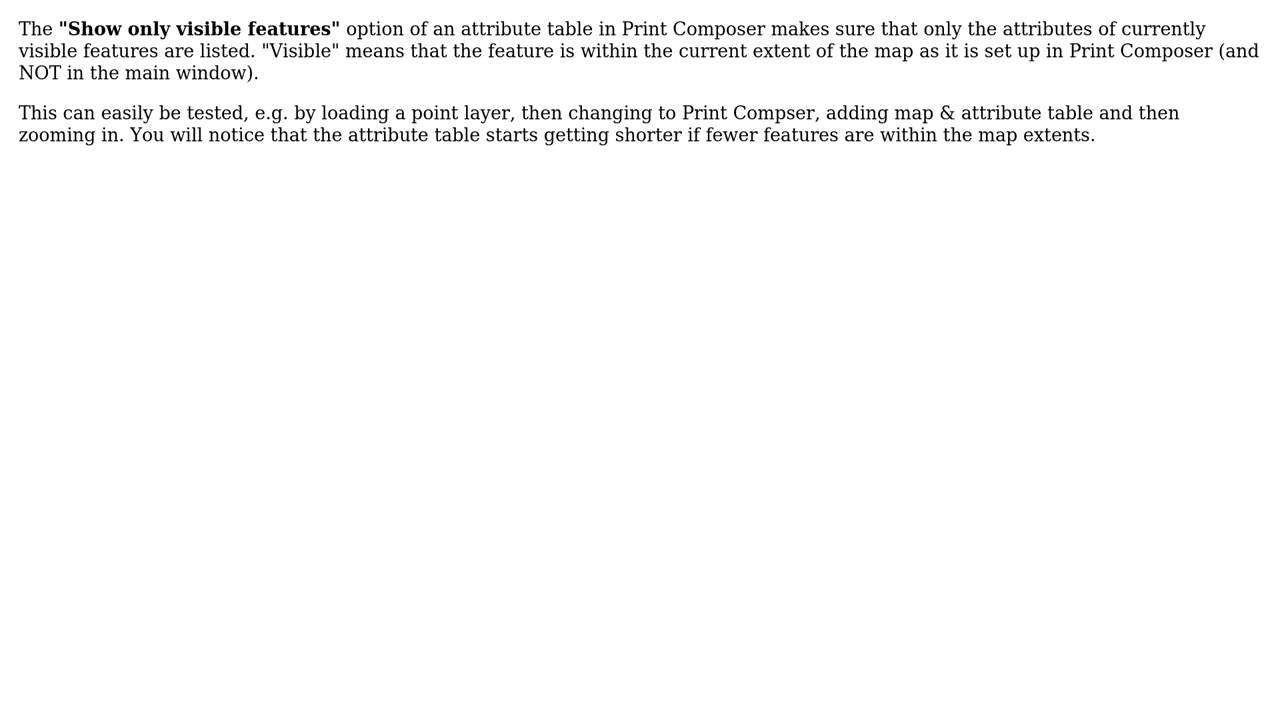 The "Show only visible features" option of an attribute table in Print Composer makes sure that only the attributes of currently
visible features are listed. "Visible" means that the feature is within the current extent of the map as it is set up in Print Composer (and
NOT in the main window).
This can easily be tested, e.g. by loading a point layer, then changing to Print Compser, adding map & attribute table and then
zooming in. You will notice that the attribute table starts getting shorter if fewer features are within the map extents.